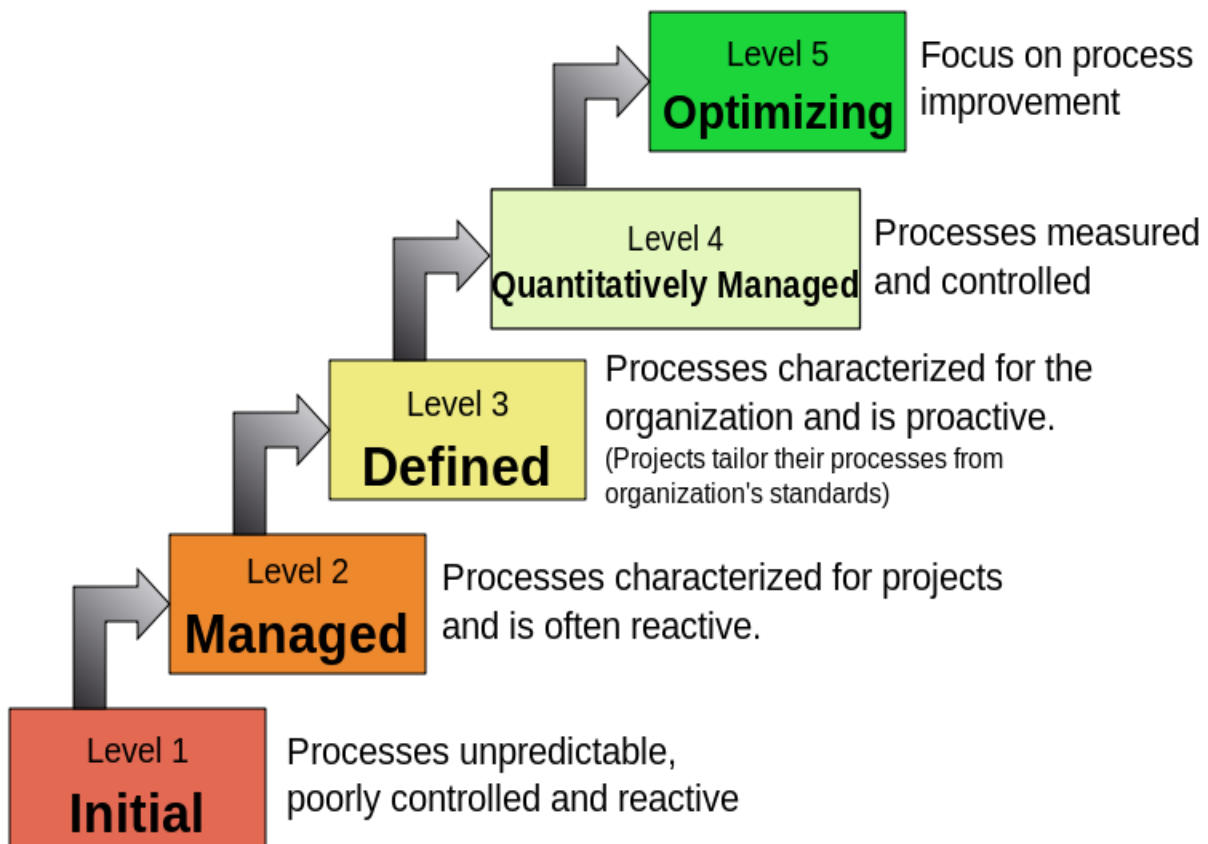 Level 5
Optimizing
Focus on process
improvement
Level 4
Quantitatively Managed
Processes measured
and controlled
Level 3
Defined
Processes characterized for the
organization and is proactive.
(Projects tailor their processes from
organization's standards)
Level 2
Managed
Processes characterized for projects
and is often reactive.
Level 1
Initial
Processes unpredictable,
poorly controlled and reactive